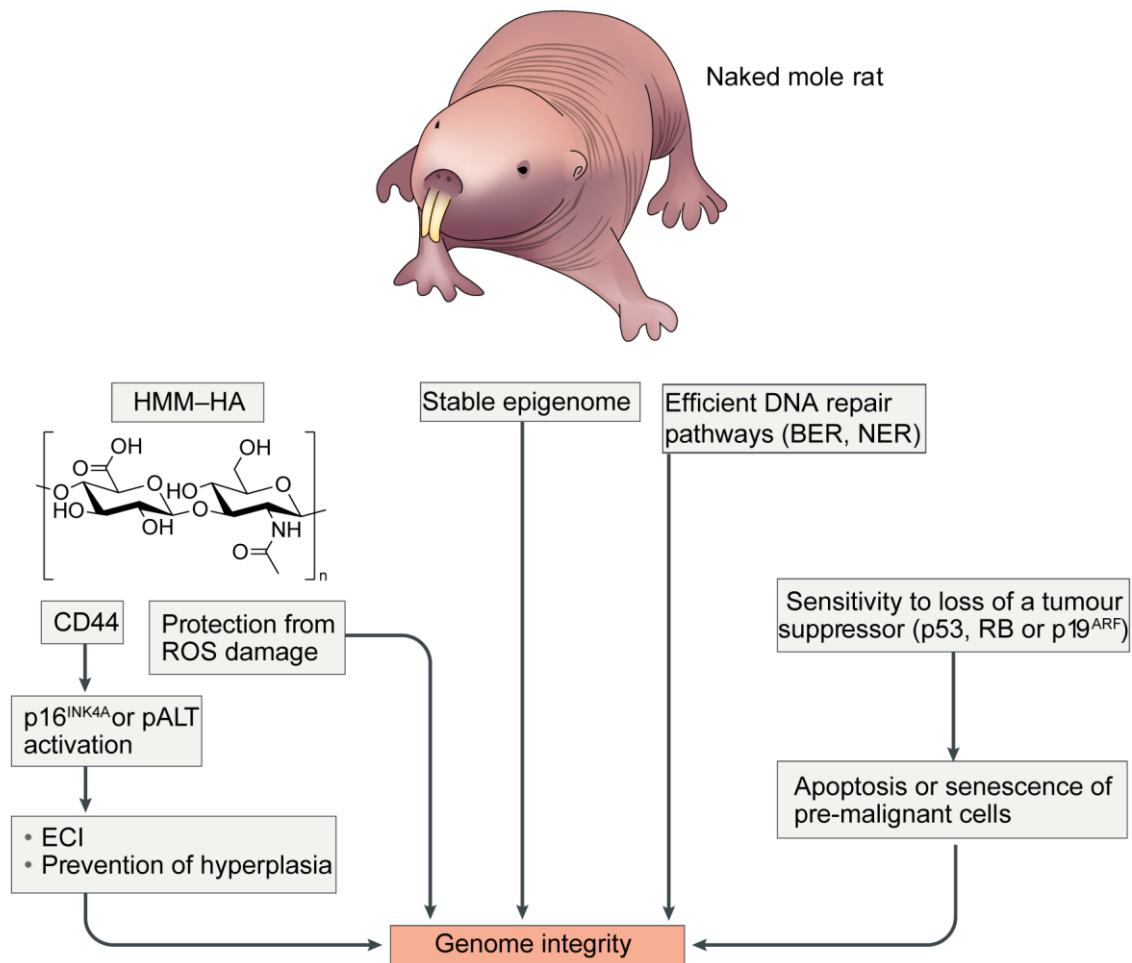 Naked mole rat
HMM–HA
Stable epigenome
Efficient DNA repair
pathways (BER, NER)
OH
O
O
OH
O
HO
OH
O
HO
O
O
NH
O
n
CD44
Protection from
ROS damage
Sensitivity to loss of a tumour
suppressor (p53, RB or p19ARF)
p16INK4A or pALT
activation
Apoptosis or senescence of
pre-malignant cells
• ECI
• Prevention of hyperplasia
Genome integrity